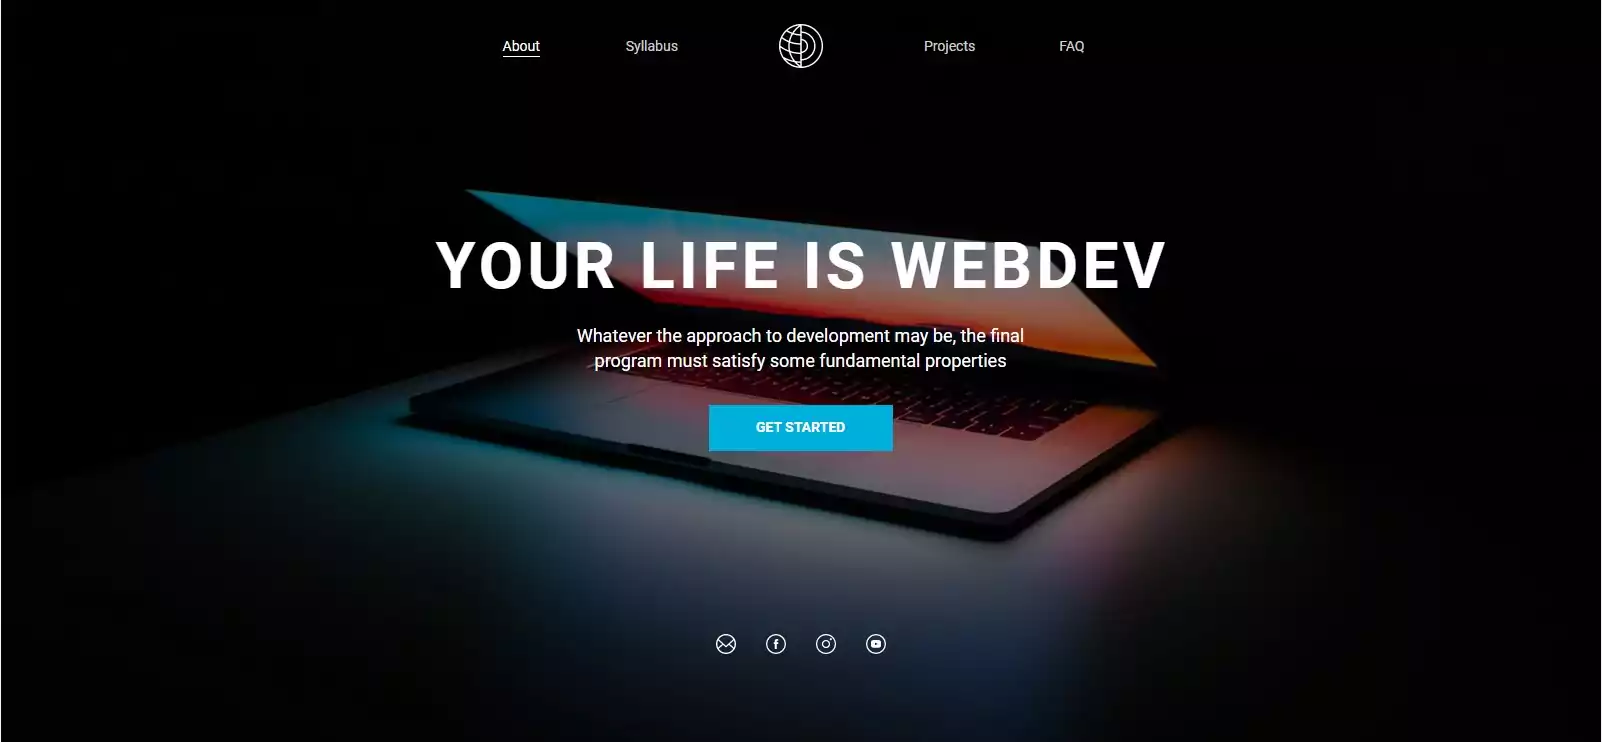 About
Syllabus
Projects
FAQ
YOUR LIFE IS WEBDEV
Whatever the approach to development may be, the final
program must satisfy some fundamental properties
GET STARTED